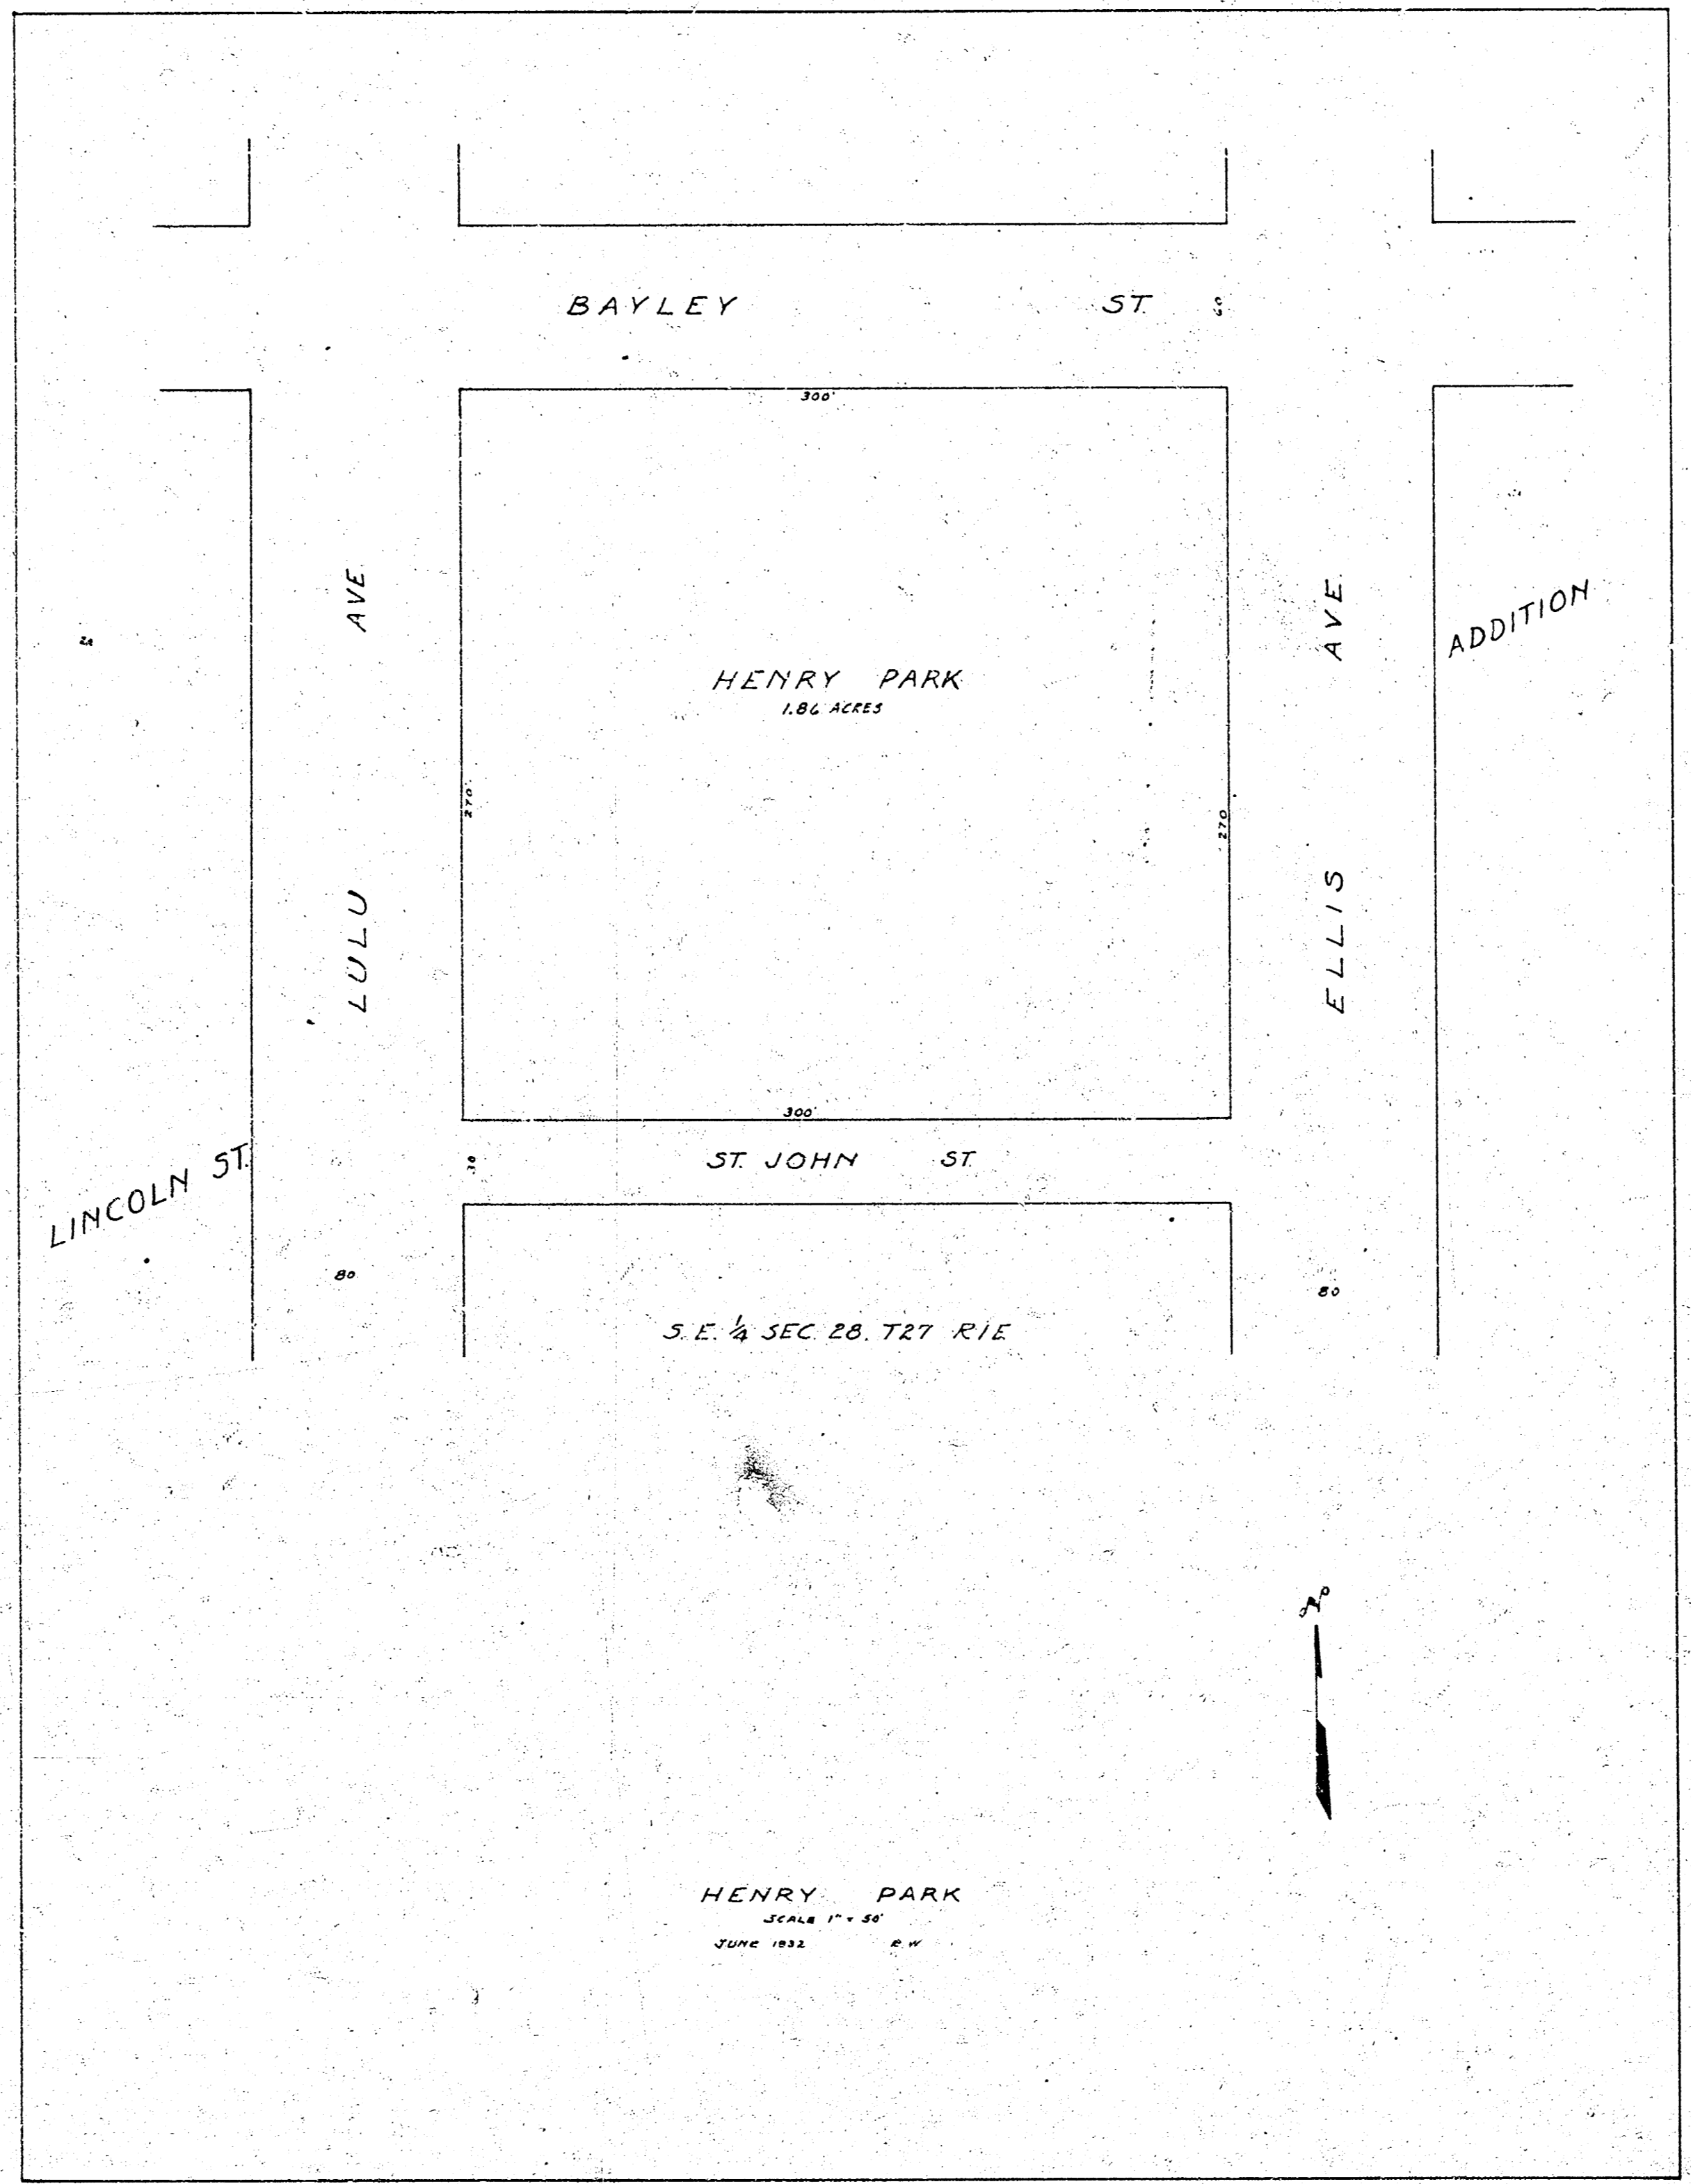 BAYLEY ST.
300'
AVE.
AVE.
ADDITION
HENRY PARK
1.86 ACRES
270'
270
LULU
ELLIS
300'
LINCOLN ST.
30
ST. JOHN ST.
80
80
S.E. 1/4 SEC. 28. T27 R1E
HENRY PARK
SCALE 1" = 50'
JUNE 1932 R.W.